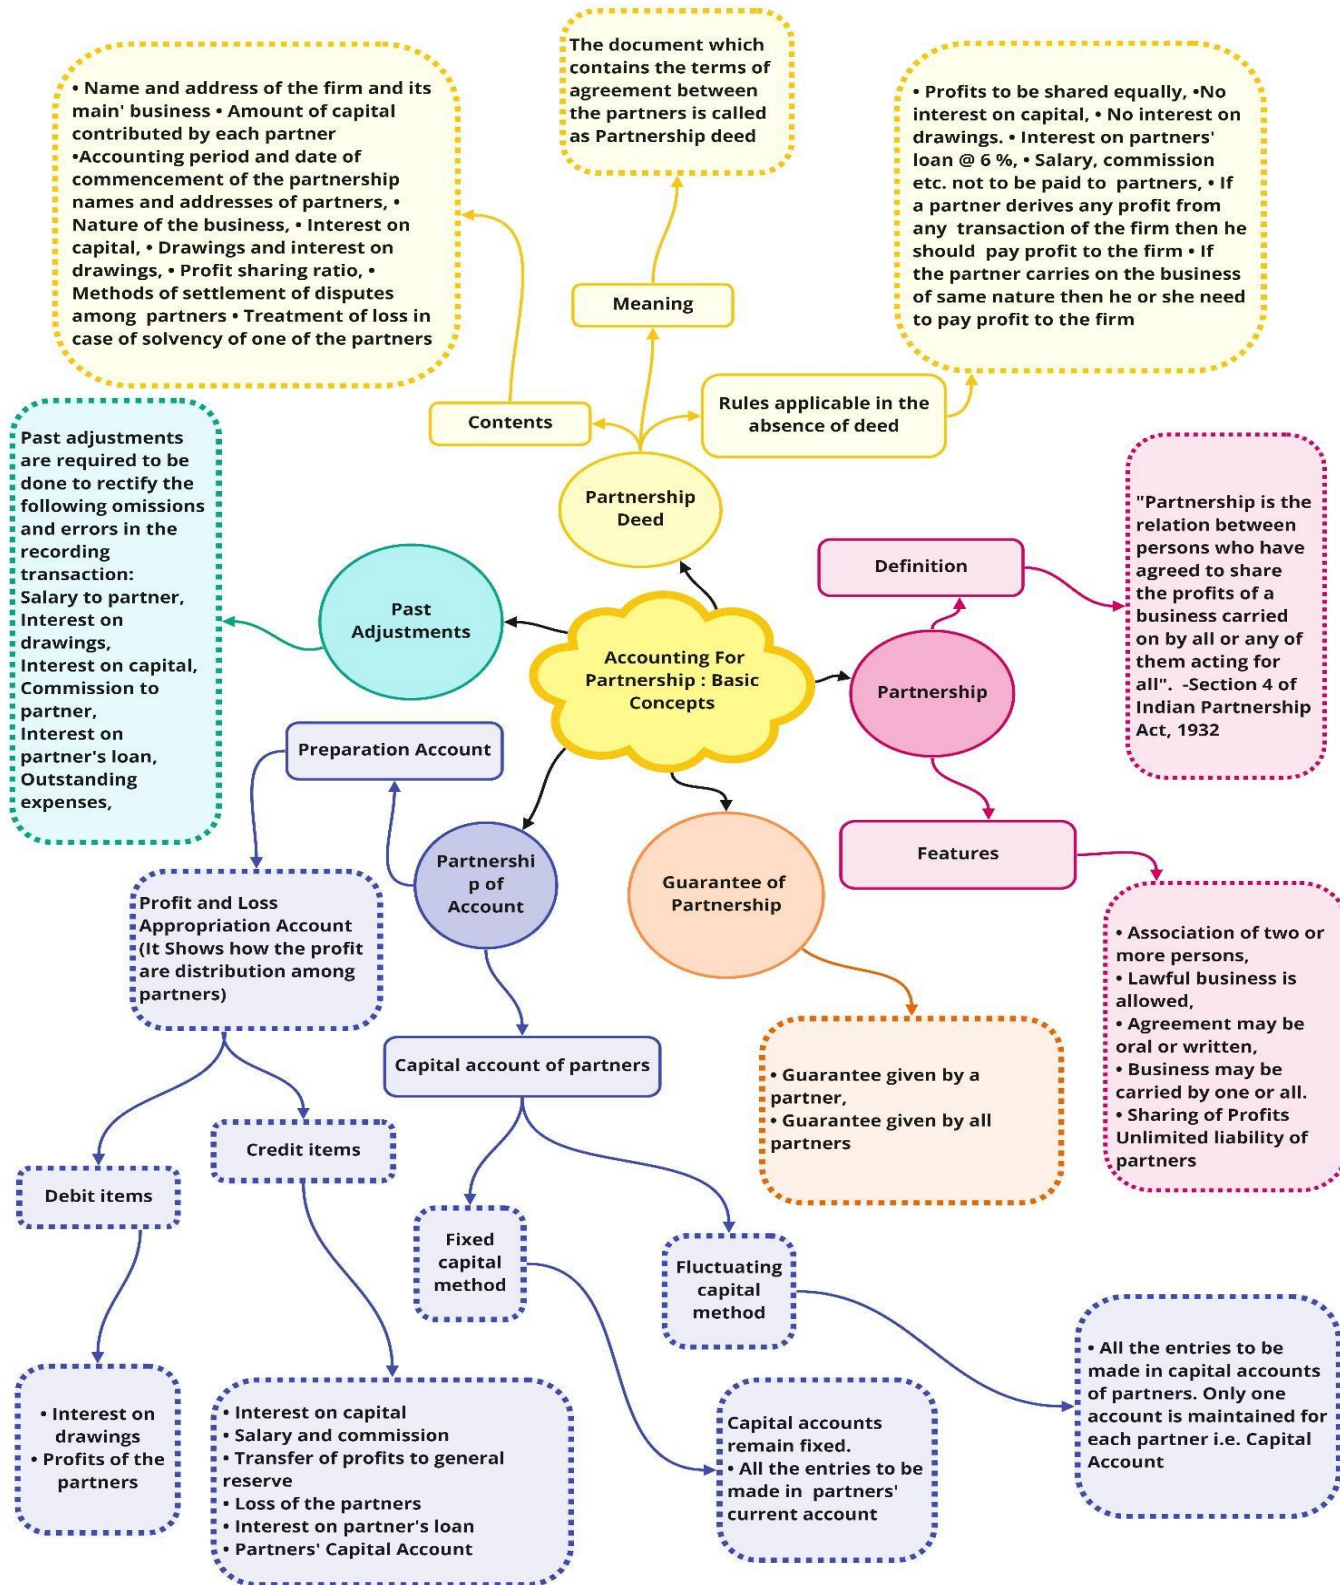 The document which
contains the terms of
agreement between
the partners is called
as Partnership deed
• Name and address of the firm and its
main' business • Amount of capital
contributed by each partner
•Accounting period and date of
commencement of the partnership
names and addresses of partners, •
Nature of the business, • Interest on
capital, • Drawings and interest on
drawings, • Profit sharing ratio, •
Methods of settlement of disputes
among partners • Treatment of loss in
case of solvency of one of the partners
• Profits to be shared equally, •No
interest on capital, • No interest on
drawings. • Interest on partners'
loan @ 6 %, • Salary, commission
etc. not to be paid to partners, • If
a partner derives any profit from
any transaction of the firm then he
should pay profit to the firm • If
the partner carries on the business
of same nature then he or she need
to pay profit to the firm
Meaning
Contents
Rules applicable in the
absence of deed
Partnership
Deed
Past adjustments
are required to be
done to rectify the
following omissions
and errors in the
recording
transaction:
Salary to partner,
Interest on
drawings,
Interest on capital,
Commission to
partner,
Interest on
partner's loan,
Outstanding
expenses,
Past
Adjustments
Accounting For
Partnership : Basic
Concepts
Definition
Partnership
"Partnership is the
relation between
persons who have
agreed to share
the profits of a
business carried
on by all or any of
them acting for
all". -Section 4 of
Indian Partnership
Act, 1932
Features
• Association of two or
more persons,
• Lawful business is
allowed,
• Agreement may be
oral or written,
• Business may be
carried by one or all.
• Sharing of Profits
Unlimited liability of
partners
Preparation Account
Partnershi
p of
Account
Guarantee of
Partnership
• Guarantee given by a
partner,
• Guarantee given by all
partners
Profit and Loss
Appropriation Account
(It Shows how the profit
are distribution among
partners)
Capital account of partners
Debit items
Credit items
Fixed
capital
method
Fluctuating
capital
method
• Interest on
drawings
• Profits of the
partners
• Interest on capital
• Salary and commission
• Transfer of profits to general
reserve
• Loss of the partners
• Interest on partner's loan
• Partners' Capital Account
Capital accounts
remain fixed.
• All the entries to be
made in partners'
current account
• All the entries to be
made in capital accounts
of partners. Only one
account is maintained for
each partner i.e. Capital
Account